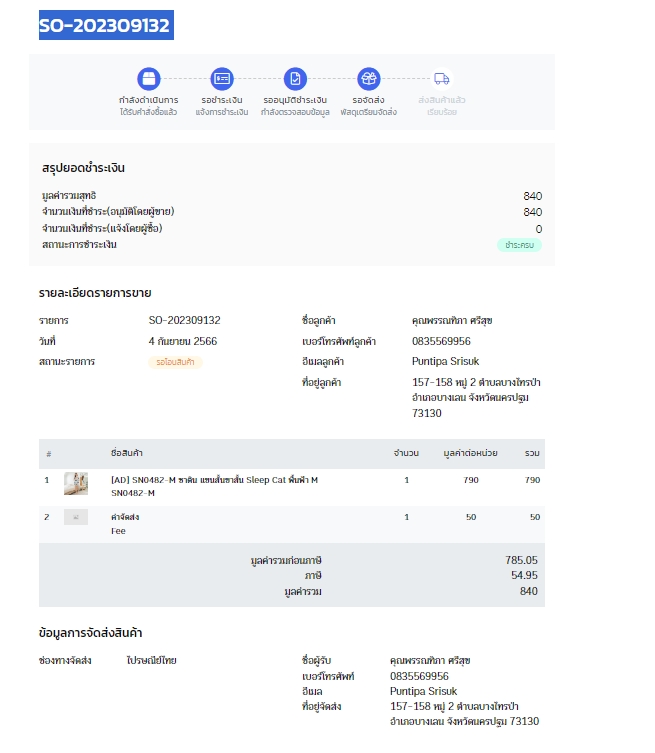 SO-202309132
กำลังดำเนินการ รอชำระเงิน รออนุมัติชำระเงิน รอจัดส่ง ส่งสินค้าแล้ว
ได้รับคำสั่งซื้อแล้ว แจ้งการชำระเงิน กำลังตรวจสอบข้อมูล พัสดุเตรียมจัดส่ง เรียบร้อย
สรุปยอดชำระเงิน
มูลค่ารวมสุทธิ 840
จำนวนเงินที่ชำระ(อนุมัติโดยผู้ขาย) 840
จำนวนเงินที่ชำระ(แจ้งโดยผู้ซื้อ) 0
สถานะการชำระเงิน ชำระครบ
รายละเอียดรายการขาย
รายการ SO-202309132 ชื่อลูกค้า คุณพรรณทิภา ศรีสุข
วันที่ 4 กันยายน 2566 เบอร์โทรศัพท์ลูกค้า 0835569956
สถานะรายการ รอโอนสินค้า อีเมลลูกค้า Puntipa Srisuk
ที่อยู่ลูกค้า 157-158 หมู่ 2 ตำบลบางไทรป่า
อำเภอบางเลน จังหวัดนครปฐม
73130
# ชื่อสินค้า จำนวน มูลค่าต่อหน่วย รวม
1 [AD] SN0482-M ซาติน แขนสั้นขาสั้น Sleep Cat พื้นฟ้า M 1 790 790
SN0482-M
2 ค่าจัดส่ง 1 50 50
Fee
มูลค่ารวมก่อนภาษี 785.05
ภาษี 54.95
มูลค่ารวม 840
ข้อมูลการจัดส่งสินค้า
ช่องทางจัดส่ง ไปรษณีย์ไทย ชื่อผู้รับ คุณพรรณทิภา ศรีสุข
เบอร์โทรศัพท์ 0835569956
อีเมล Puntipa Srisuk
ที่อยู่จัดส่ง 157-158 หมู่ 2 ตำบลบางไทรป่า
อำเภอบางเลน จังหวัดนครปฐม 73130